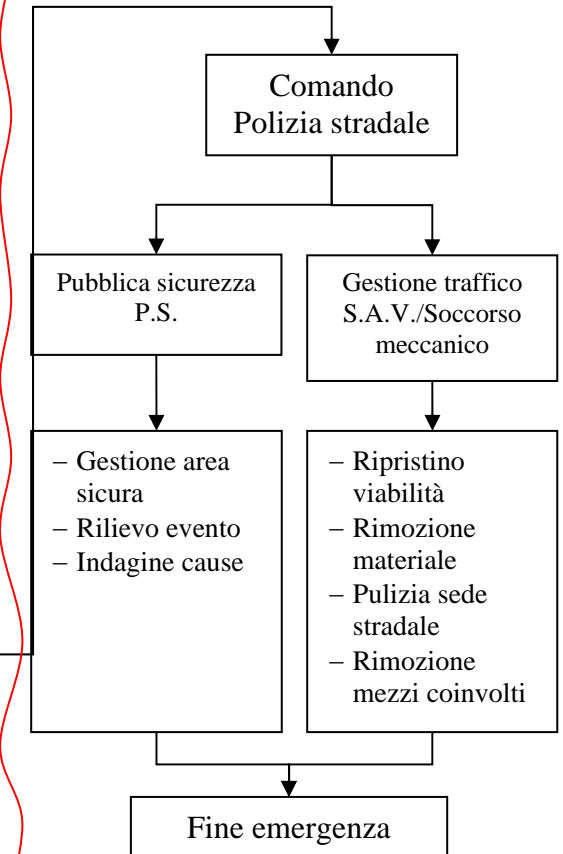 Comando
Polizia stradale
Pubblica sicurezza
P.S.
Gestione traffico
S.A.V./Soccorso
meccanico
– Gestione area
sicura
– Rilievo evento
– Indagine cause
– Ripristino
viabilità
– Rimozione
materiale
– Pulizia sede
stradale
– Rimozione
mezzi coinvolti
Fine emergenza